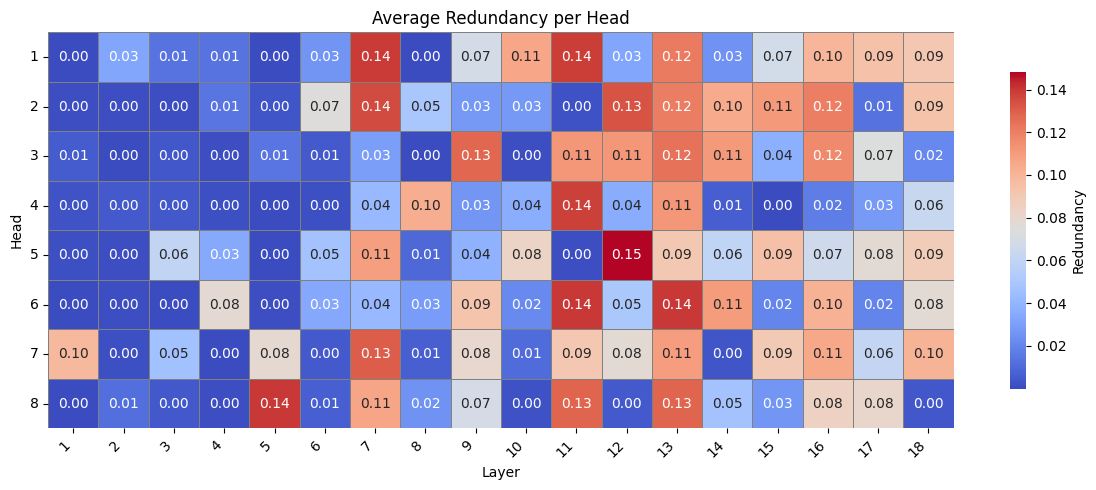 Average Redundancy per Head
1 0.00 0.03 0.01 0.01 0.00 0.03 0.14 0.00 0.07 0.11 0.14 0.03 0.12 0.03 0.07 0.10 0.09 0.09
2 0.00 0.00 0.00 0.01 0.00 0.07 0.14 0.05 0.03 0.03 0.00 0.13 0.12 0.10 0.11 0.12 0.01 0.09
3 0.01 0.00 0.00 0.00 0.01 0.01 0.03 0.00 0.13 0.00 0.11 0.11 0.12 0.11 0.04 0.12 0.07 0.02
4 0.00 0.00 0.00 0.00 0.00 0.00 0.04 0.10 0.03 0.04 0.14 0.04 0.11 0.01 0.00 0.02 0.03 0.06
5 0.00 0.00 0.06 0.03 0.00 0.05 0.11 0.01 0.04 0.08 0.00 0.15 0.09 0.06 0.09 0.07 0.08 0.09
6 0.00 0.00 0.00 0.08 0.00 0.03 0.04 0.03 0.09 0.02 0.14 0.05 0.14 0.11 0.02 0.10 0.02 0.08
7 0.10 0.00 0.05 0.00 0.08 0.00 0.13 0.01 0.08 0.01 0.09 0.08 0.11 0.00 0.09 0.11 0.06 0.10
8 0.00 0.01 0.00 0.00 0.14 0.01 0.11 0.02 0.07 0.00 0.13 0.00 0.13 0.05 0.03 0.08 0.08 0.00
1 2 3 4 5 6 7 8 9 10 11 12 13 14 15 16 17 18
Layer
Head
0.14
0.12
0.10
0.08
0.06
0.04
0.02
Redundancy